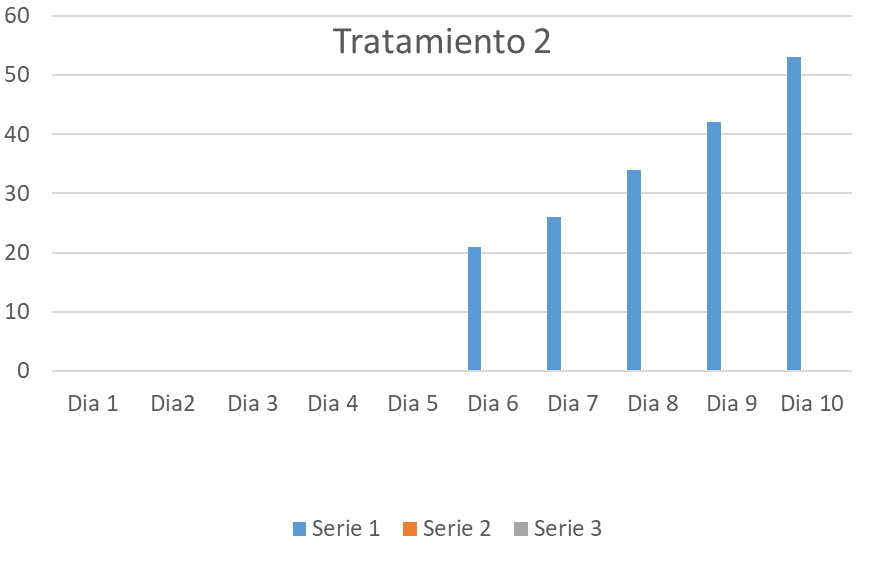 Tratamiento 2
60
50
40
30
20
10
0
Dia 1 Dia2 Dia 3 Dia 4 Dia 5 Dia 6 Dia 7 Dia 8 Dia 9 Dia 10
Serie 1 Serie 2 Serie 3